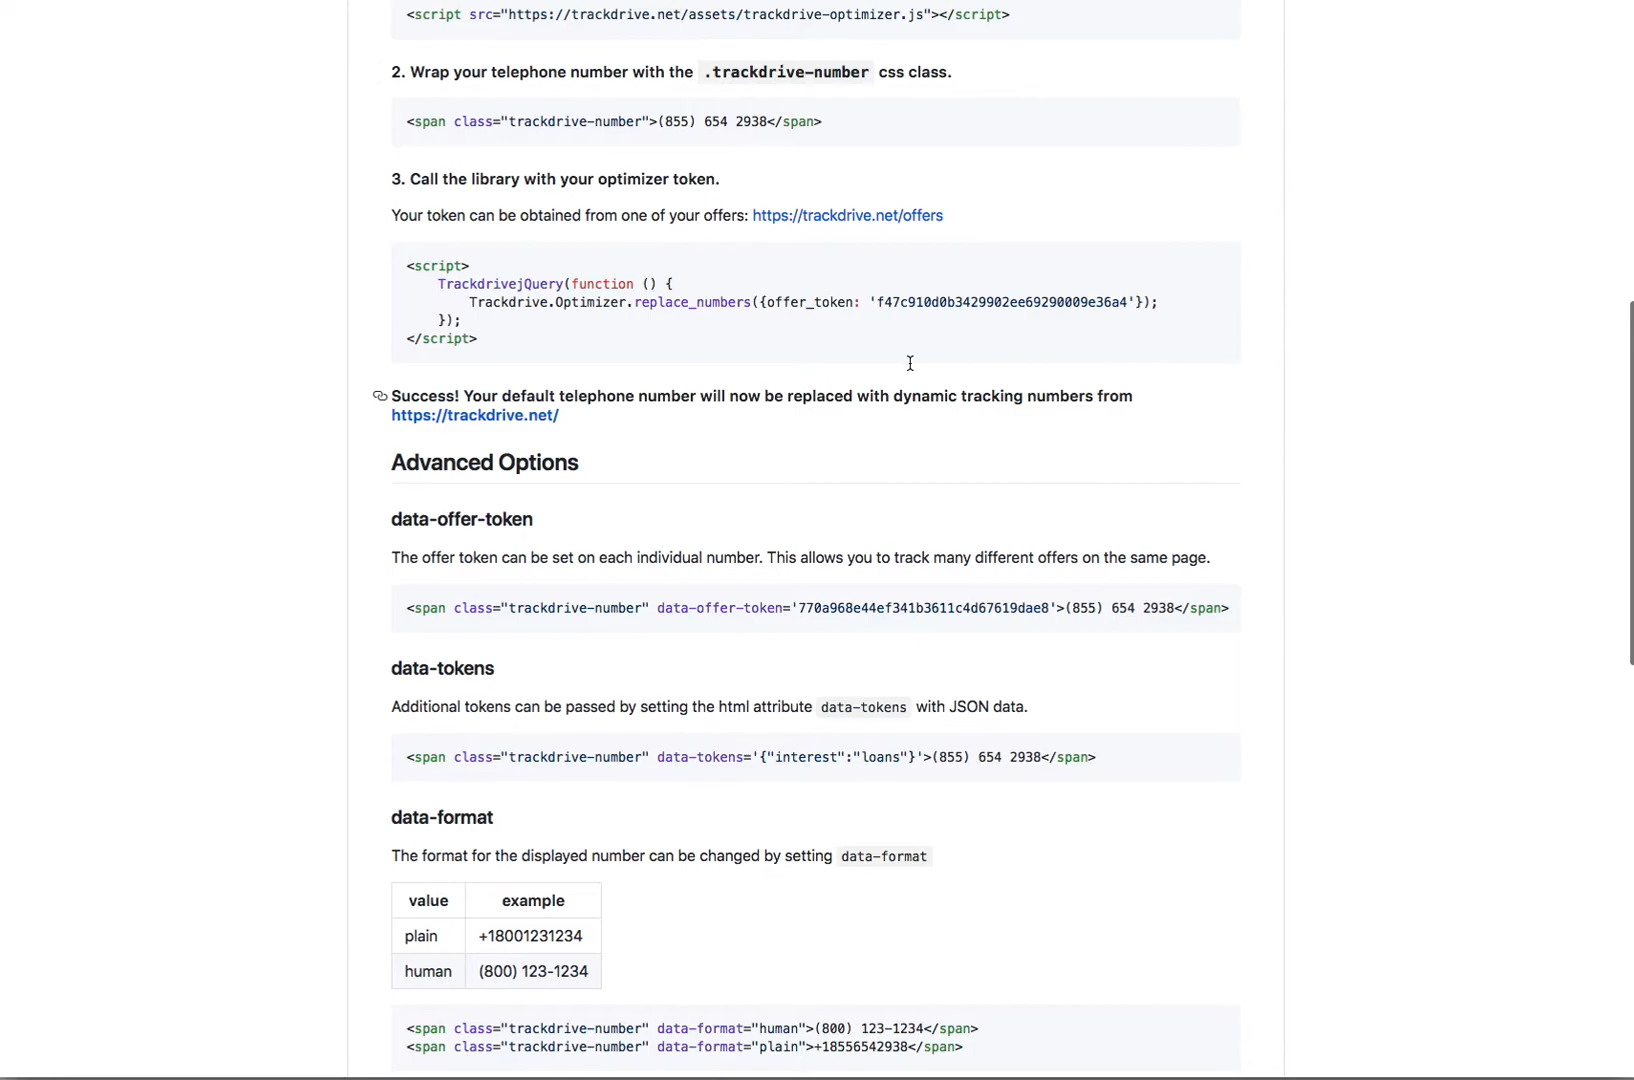 <script src="https://trackdrive.net/assets/trackdrive-optimizer.js"></script>
2. Wrap your telephone number with the .trackdrive-number css class.
<span class="trackdrive-number">(855) 654 2938</span>
3. Call the library with your optimizer token.
Your token can be obtained from one of your offers: https://trackdrive.net/offers
<script>
TrackdrivejQuery(function () {
Trackdrive.Optimizer.replace_numbers({offer_token: 'f47c910d0b3429902ee69290009e36a4'});
});
</script>
Success! Your default telephone number will now be replaced with dynamic tracking numbers from
https://trackdrive.net/
Advanced Options
data-offer-token
The offer token can be set on each individual number. This allows you to track many different offers on the same page.
<span class="trackdrive-number" data-offer-token='770a968e44ef341b3611c4d67619dae8'>(855) 654 2938</span>
data-tokens
Additional tokens can be passed by setting the html attribute data-tokens with JSON data.
<span class="trackdrive-number" data-tokens='{"interest":"loans"}'>(855) 654 2938</span>
data-format
The format for the displayed number can be changed by setting data-format
value example
plain +18001231234
human (800) 123-1234
<span class="trackdrive-number" data-format="human">(800) 123-1234</span>
<span class="trackdrive-number" data-format="plain">+18556542938</span>